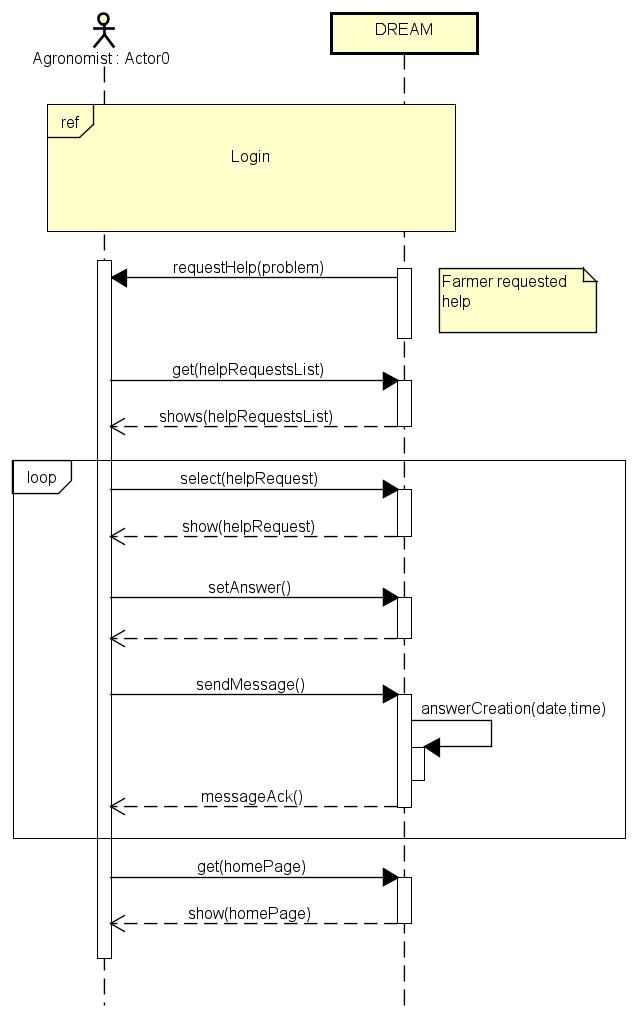 DREAM
Agronomist : Actor0
ref
Login
requestHelp(problem)
Farmer requested
help
get(helpRequestsList)
shows(helpRequestsList)
loop
select(helpRequest)
show(helpRequest)
setAnswer()
sendMessage()
answerCreation(date,time)
messageAck()
get(homePage)
show(homePage)